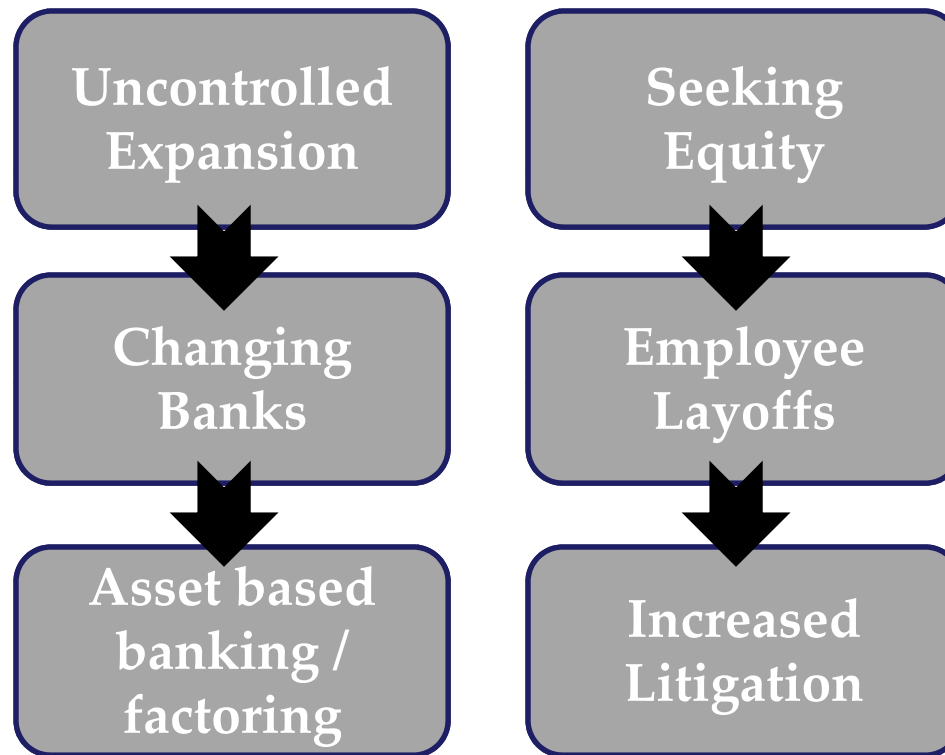 Uncontrolled
Expansion
Changing
Banks
Asset based
banking /
factoring
Seeking
Equity
Employee
Layoffs
Increased
Litigation